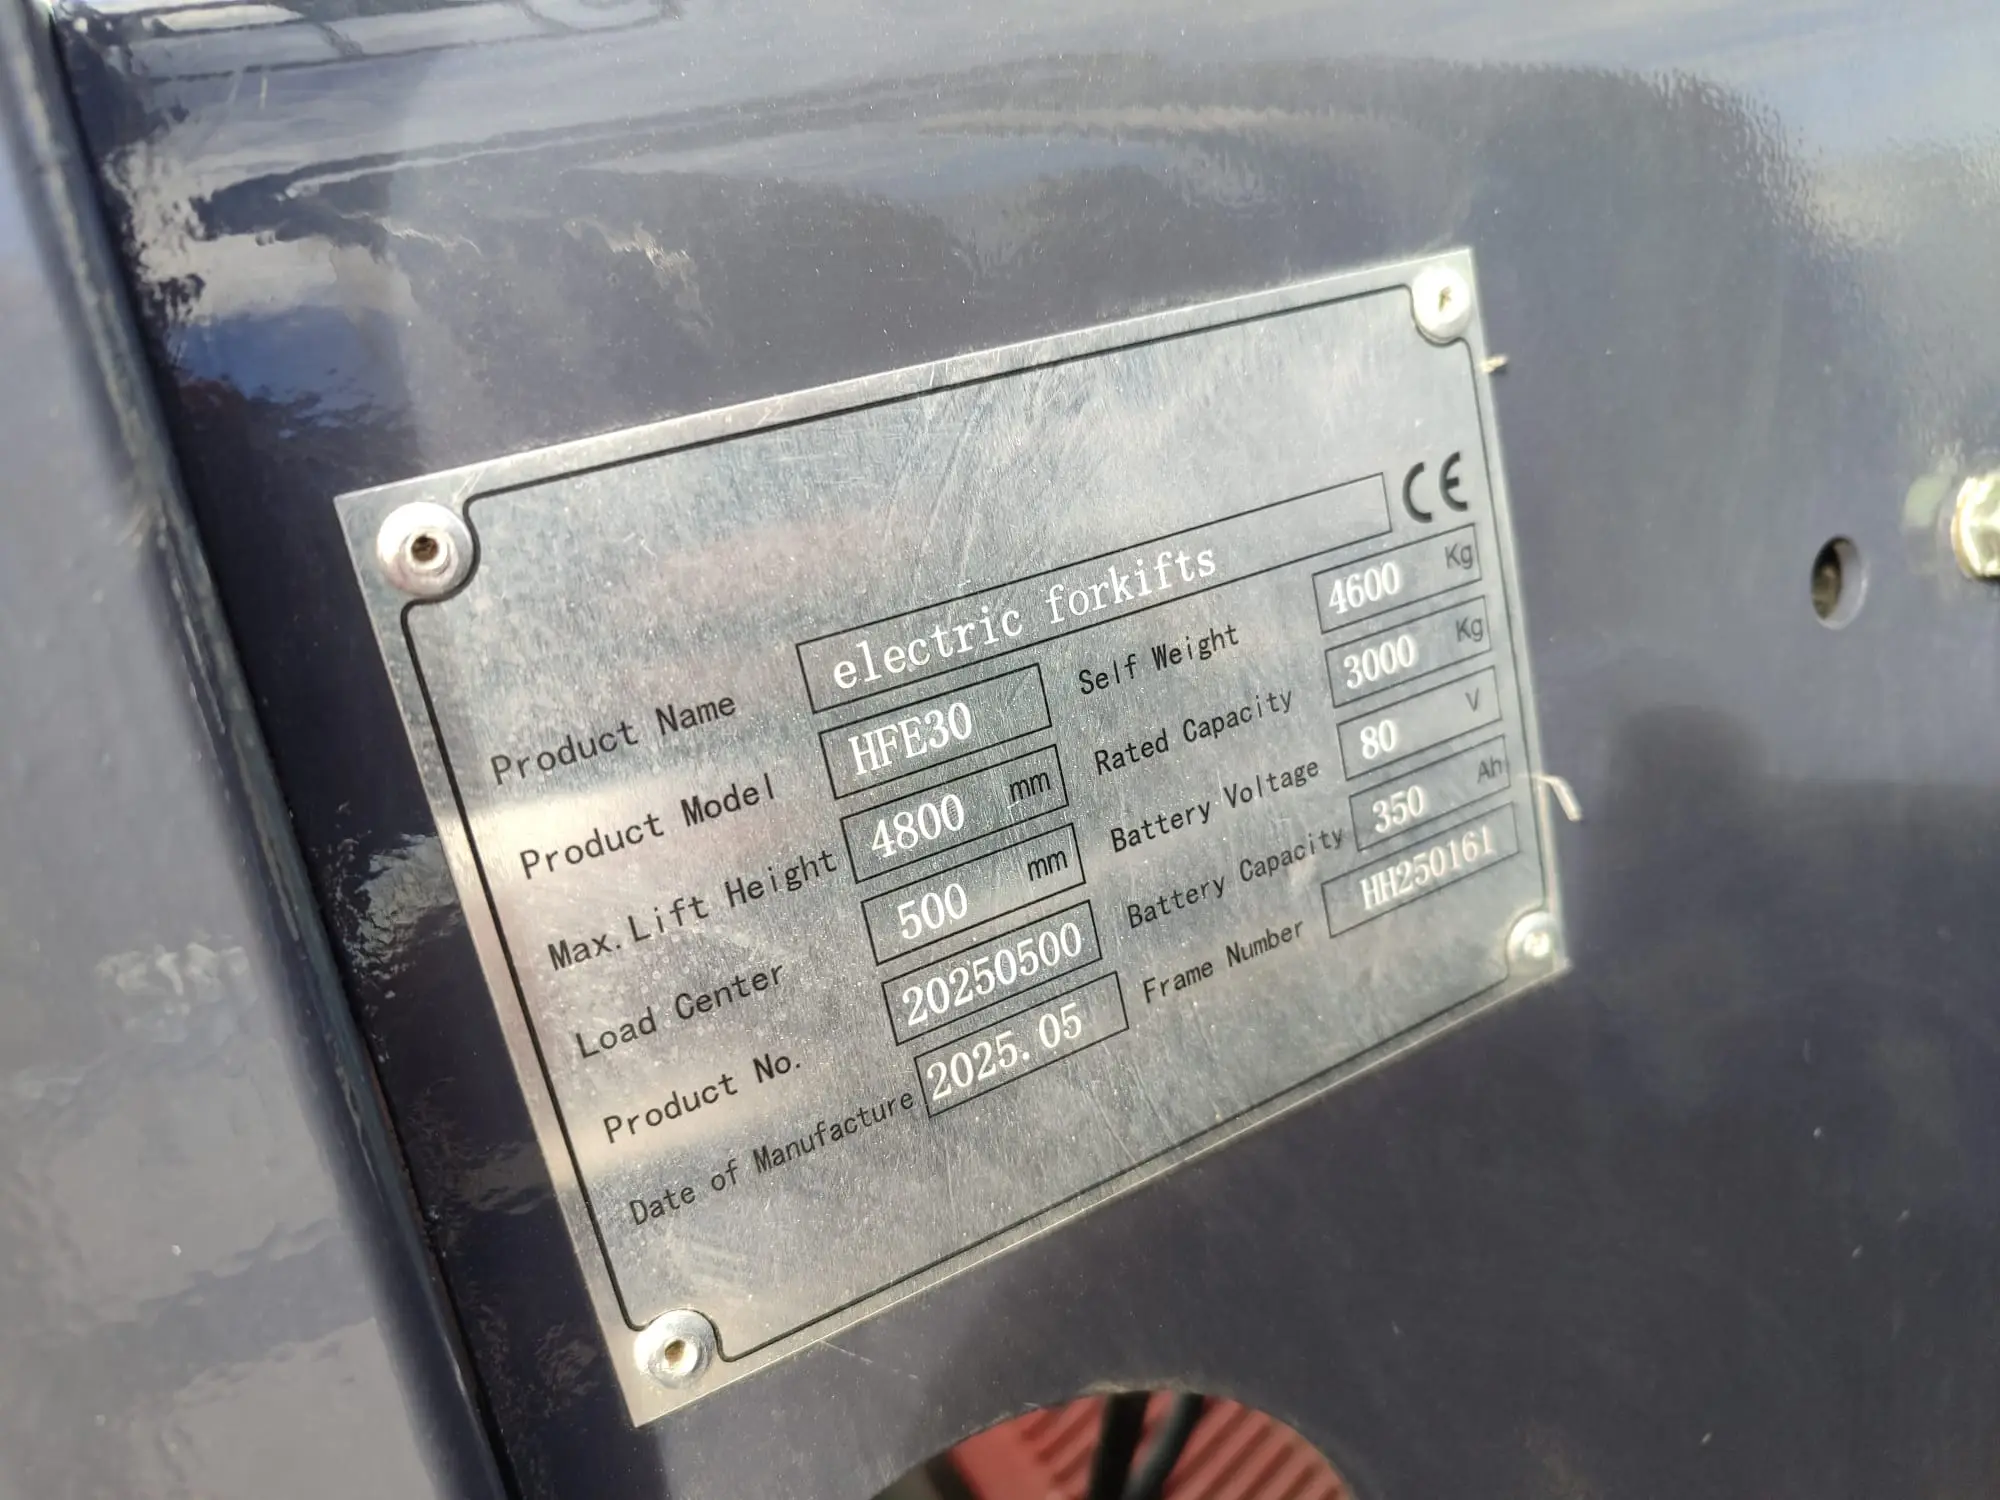 CE
Product Name electric forkifts
Product Model HFE30 Self Weight 4600 Kg
Max.Lift Height 4800 mm Rated Capacity 3000 Kg
Load Center 500 mm Battery Voltage 80 V
Product No. 20250500 Battery Capacity 350 Ah
Date of Manufacture 2025.05 Frame Number HH250161